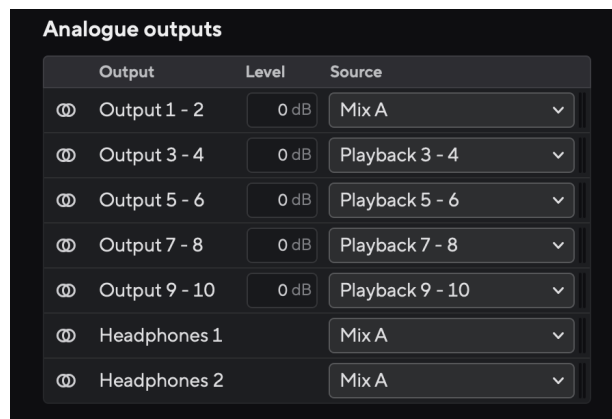 Analogue outputs
Output Level Source
Output 1 - 2 0 dB Mix A
Output 3 - 4 0 dB Playback 3 - 4
Output 5 - 6 0 dB Playback 5 - 6
Output 7 - 8 0 dB Playback 7 - 8
Output 9 - 10 0 dB Playback 9 - 10
Headphones 1 Mix A
Headphones 2 Mix A